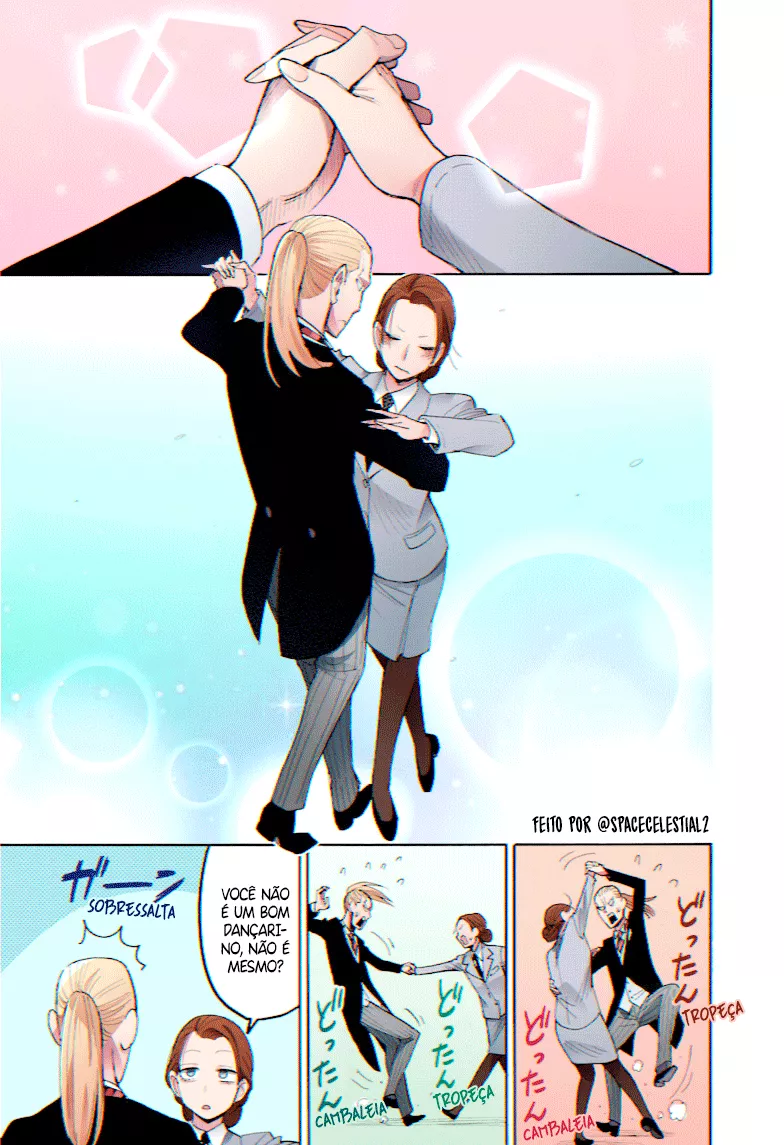 FEITO POR @SPACECELESTIAL2
どったん
TROPEÇA
どったん
CAMBALEIA
どったん
TROPEÇA
どったん
CAMBALEIA
VOCÊ NÃO
É UM BOM
DANÇARI-
NO, NÃO É
MESMO?
ガーン
SOBRESSALTA